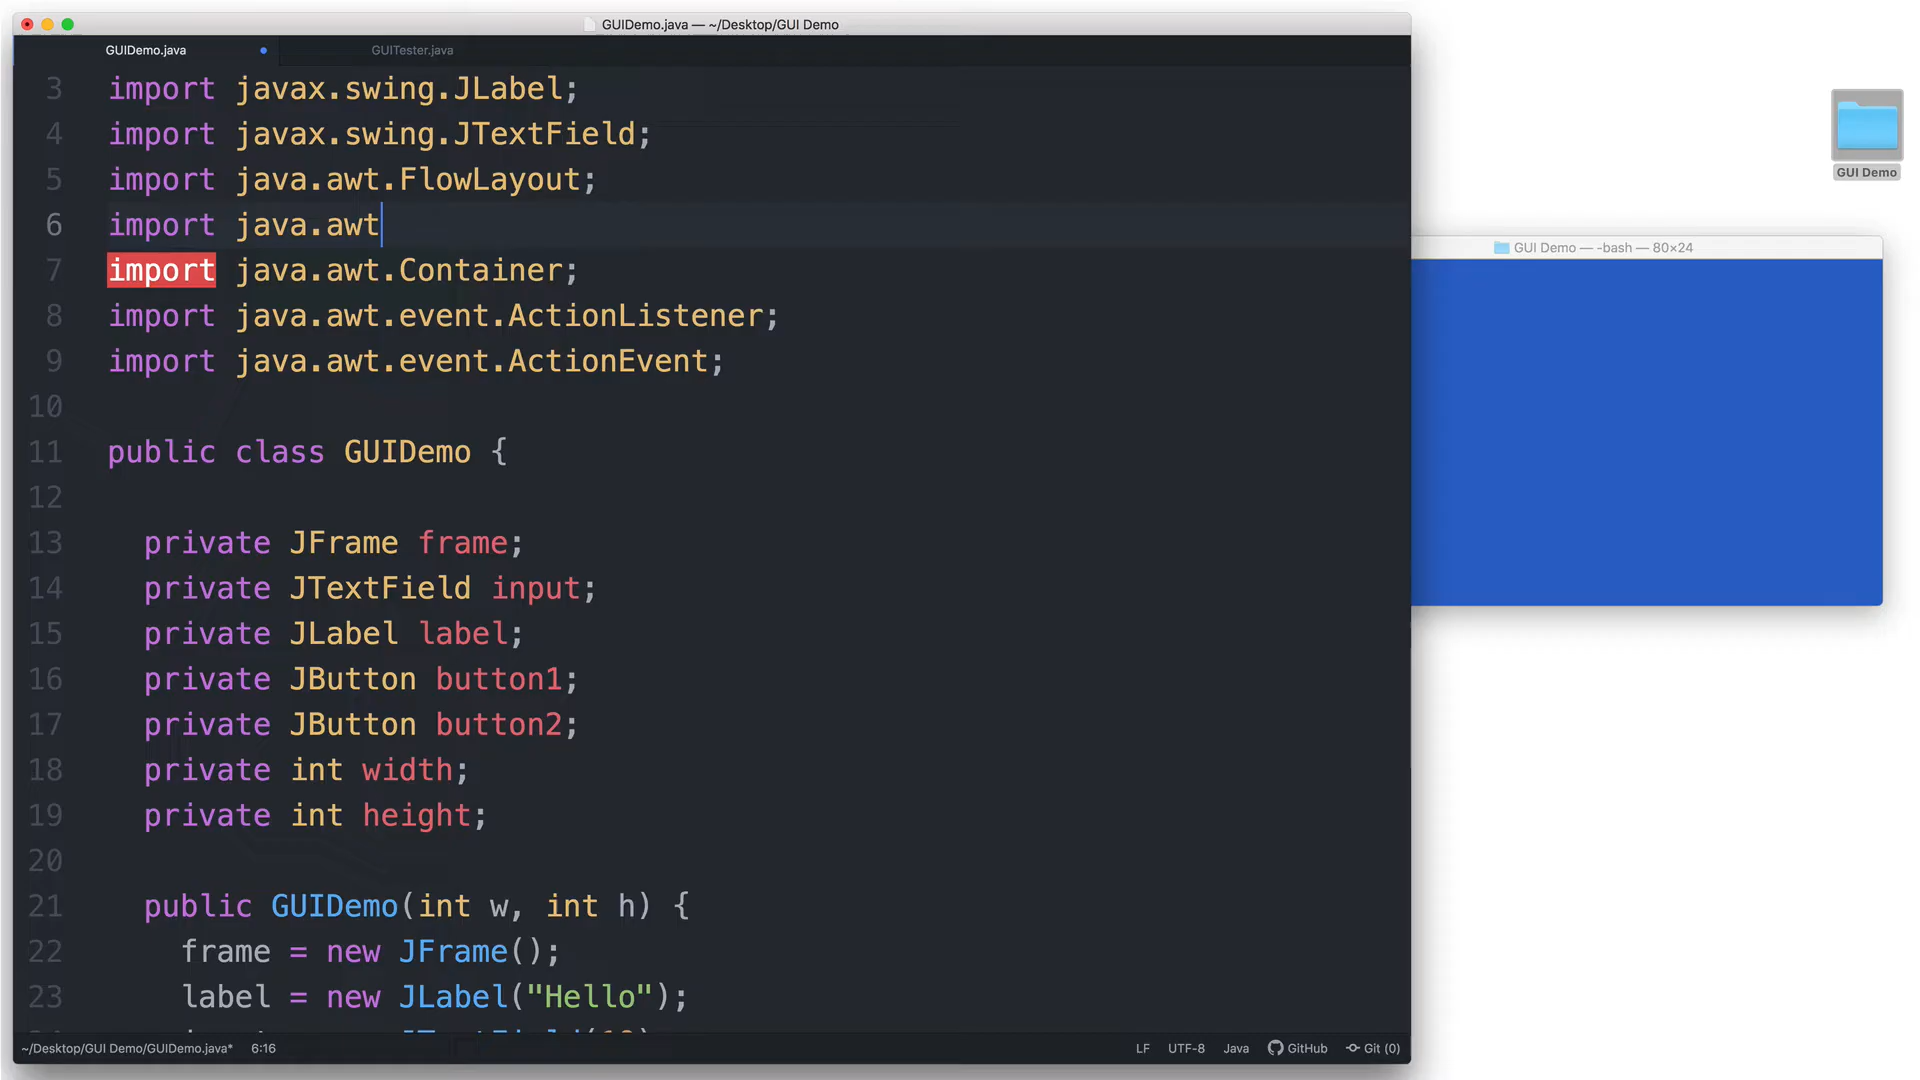 GUIDemo.java — ~/Desktop/GUI Demo
GUIDemo.java
GUITester.java
3 import javax.swing.JLabel;
4 import javax.swing.JTextField;
5 import java.awt.FlowLayout;
6 import java.awt
7 import java.awt.Container;
8 import java.awt.event.ActionListener;
9 import java.awt.event.ActionEvent;
10
11 public class GUIDemo {
12
13 private JFrame frame;
14 private JTextField input;
15 private JLabel label;
16 private JButton button1;
17 private JButton button2;
18 private int width;
19 private int height;
20
21 public GUIDemo(int w, int h) {
22 frame = new JFrame();
23 label = new JLabel("Hello");
~/Desktop/GUI Demo/GUIDemo.java* 6:16
LF UTF-8 Java GitHub Git (0)
GUI Demo
GUI Demo — -bash — 80×24